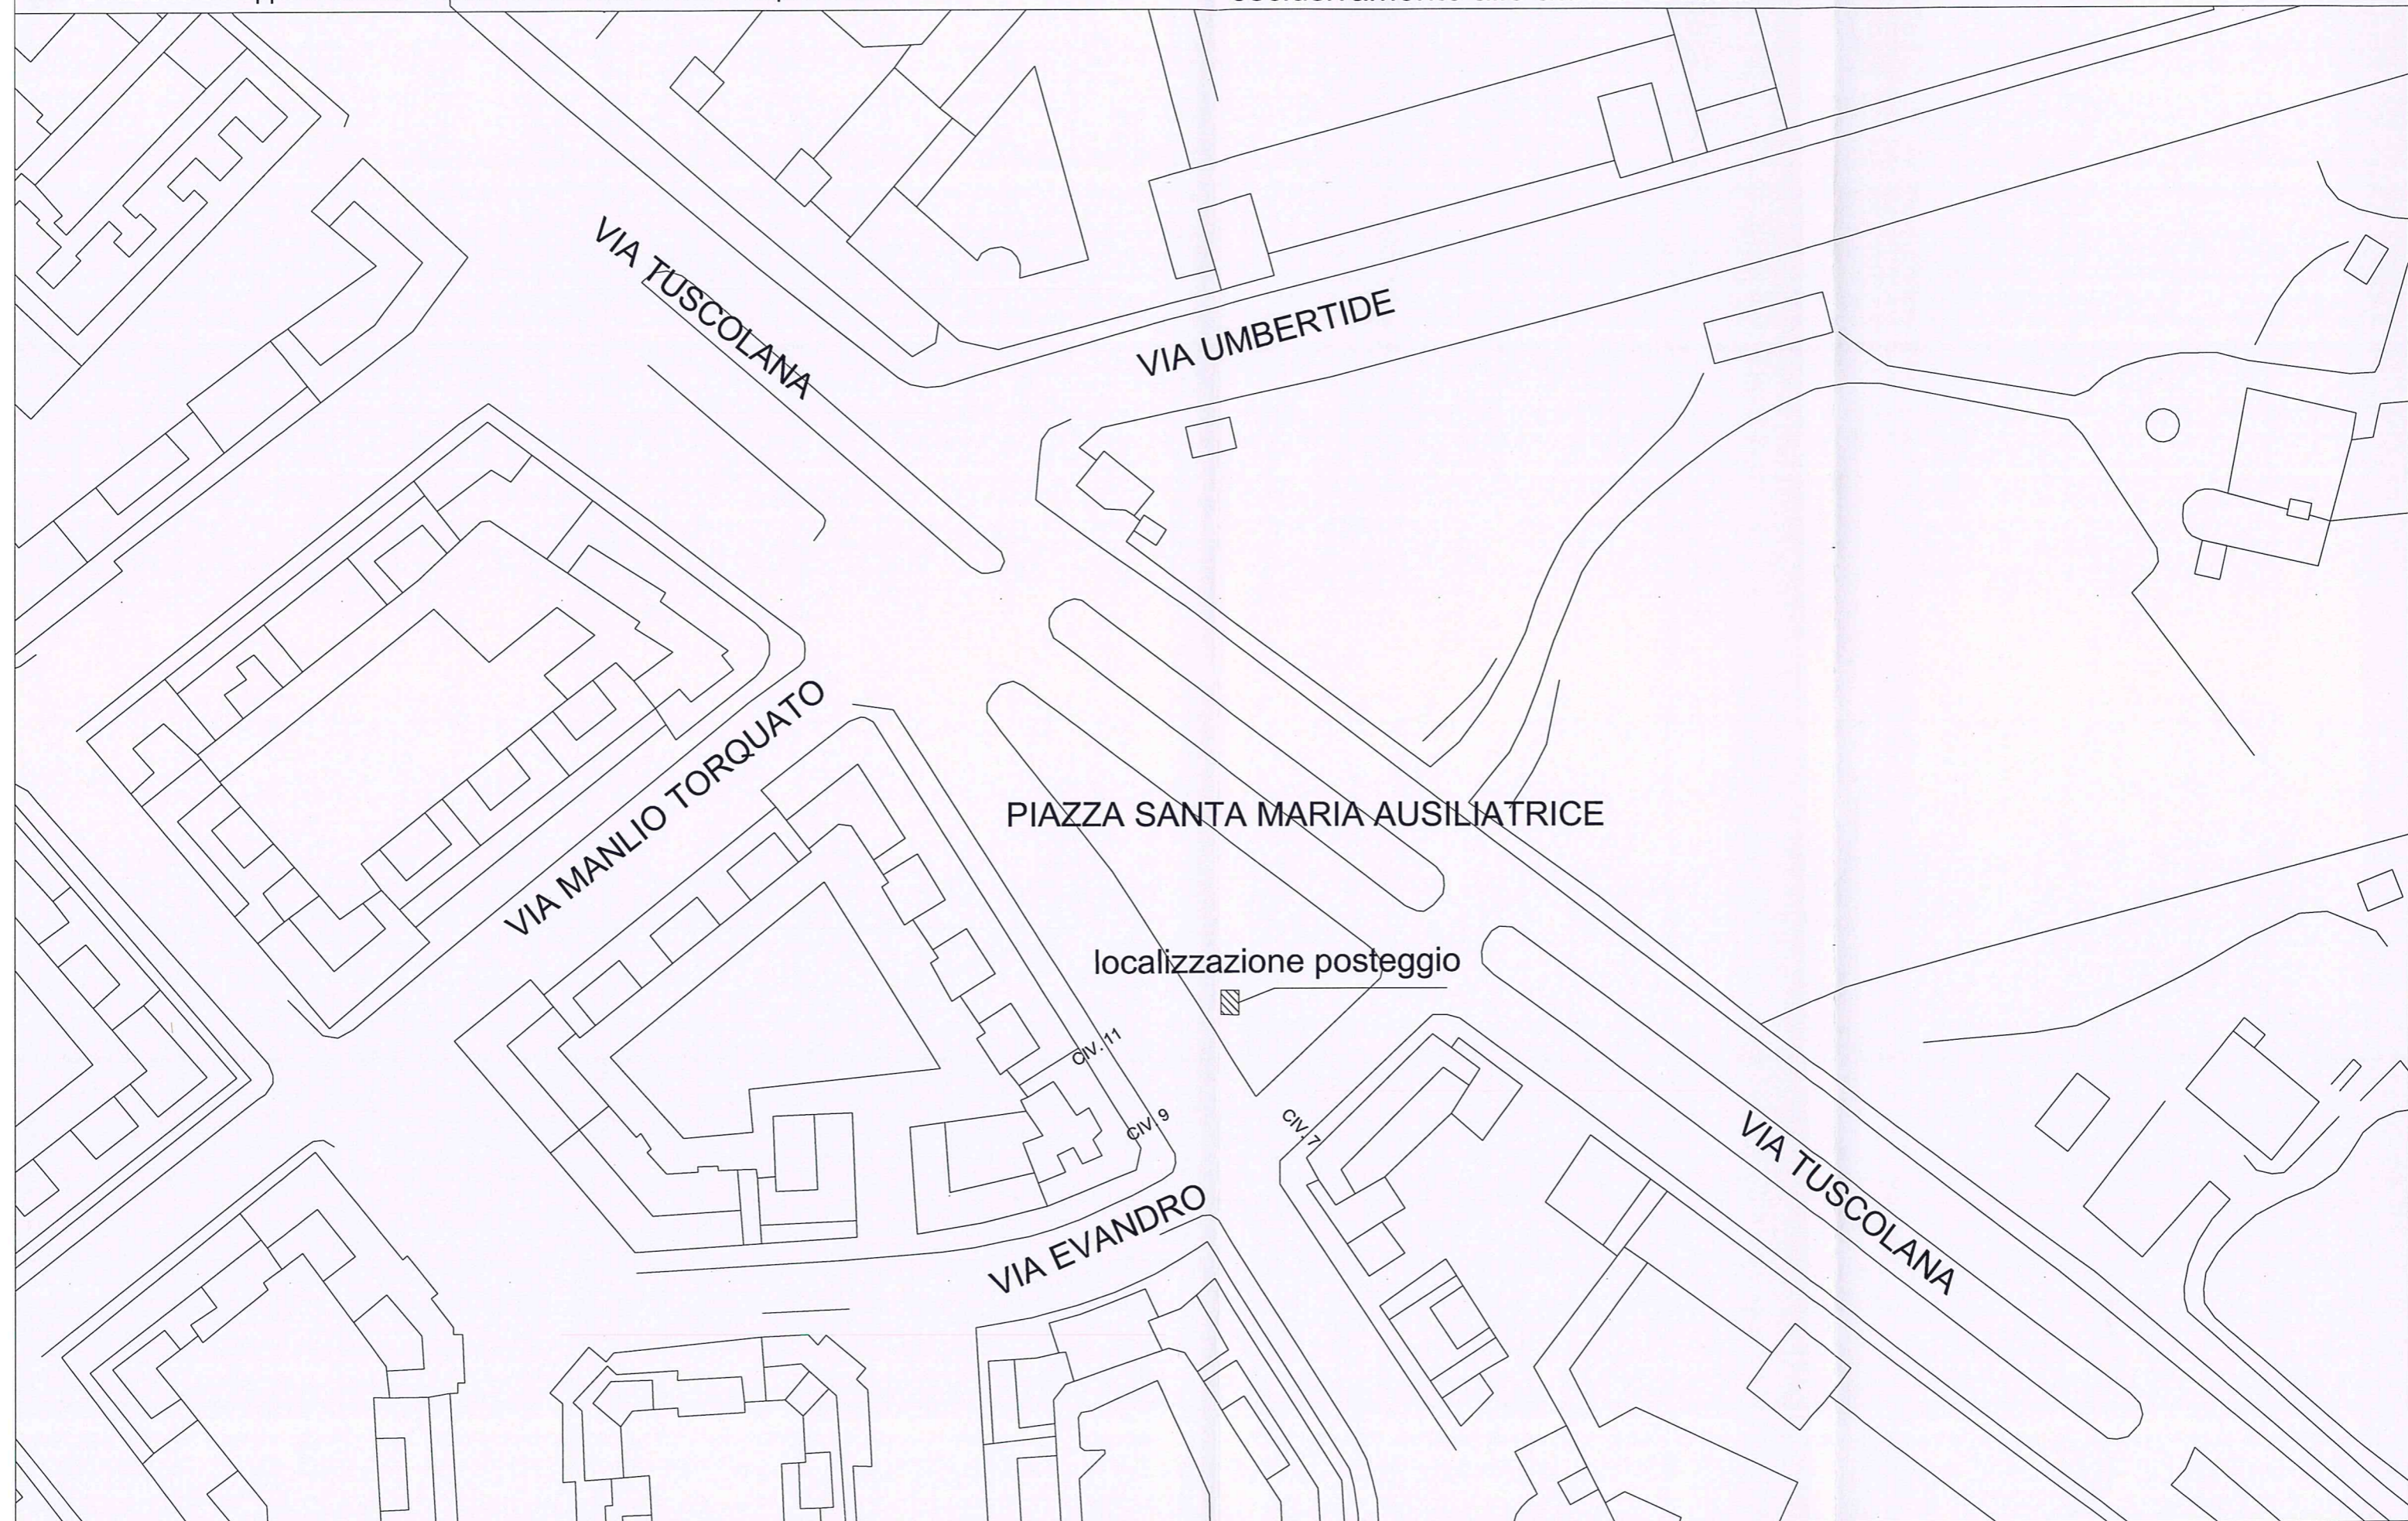 VIA TUSCOLANA
VIA UMBERTIDE
VIA MANLIO TORQUATO
PIAZZA SANTA MARIA AUSILIATRICE
localizzazione posteggio
CIV. 11
CIV. 9
CIV. 7
VIA TUSCOLANA
VIA EVANDRO